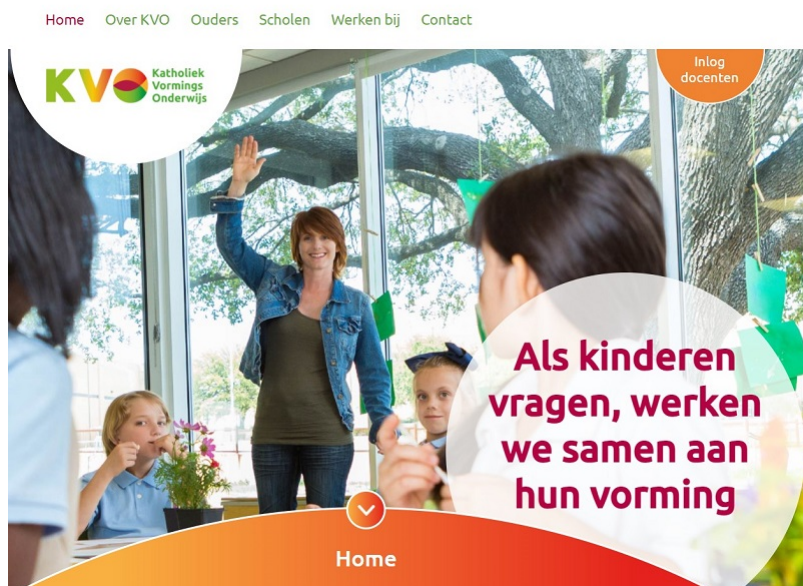 Home Over KVO Ouders Scholen Werken bij Contact
KVO Katholiek
Vormings
Onderwijs
Inlog
docenten
Als kinderen
vragen, werken
we samen aan
hun vorming
Home